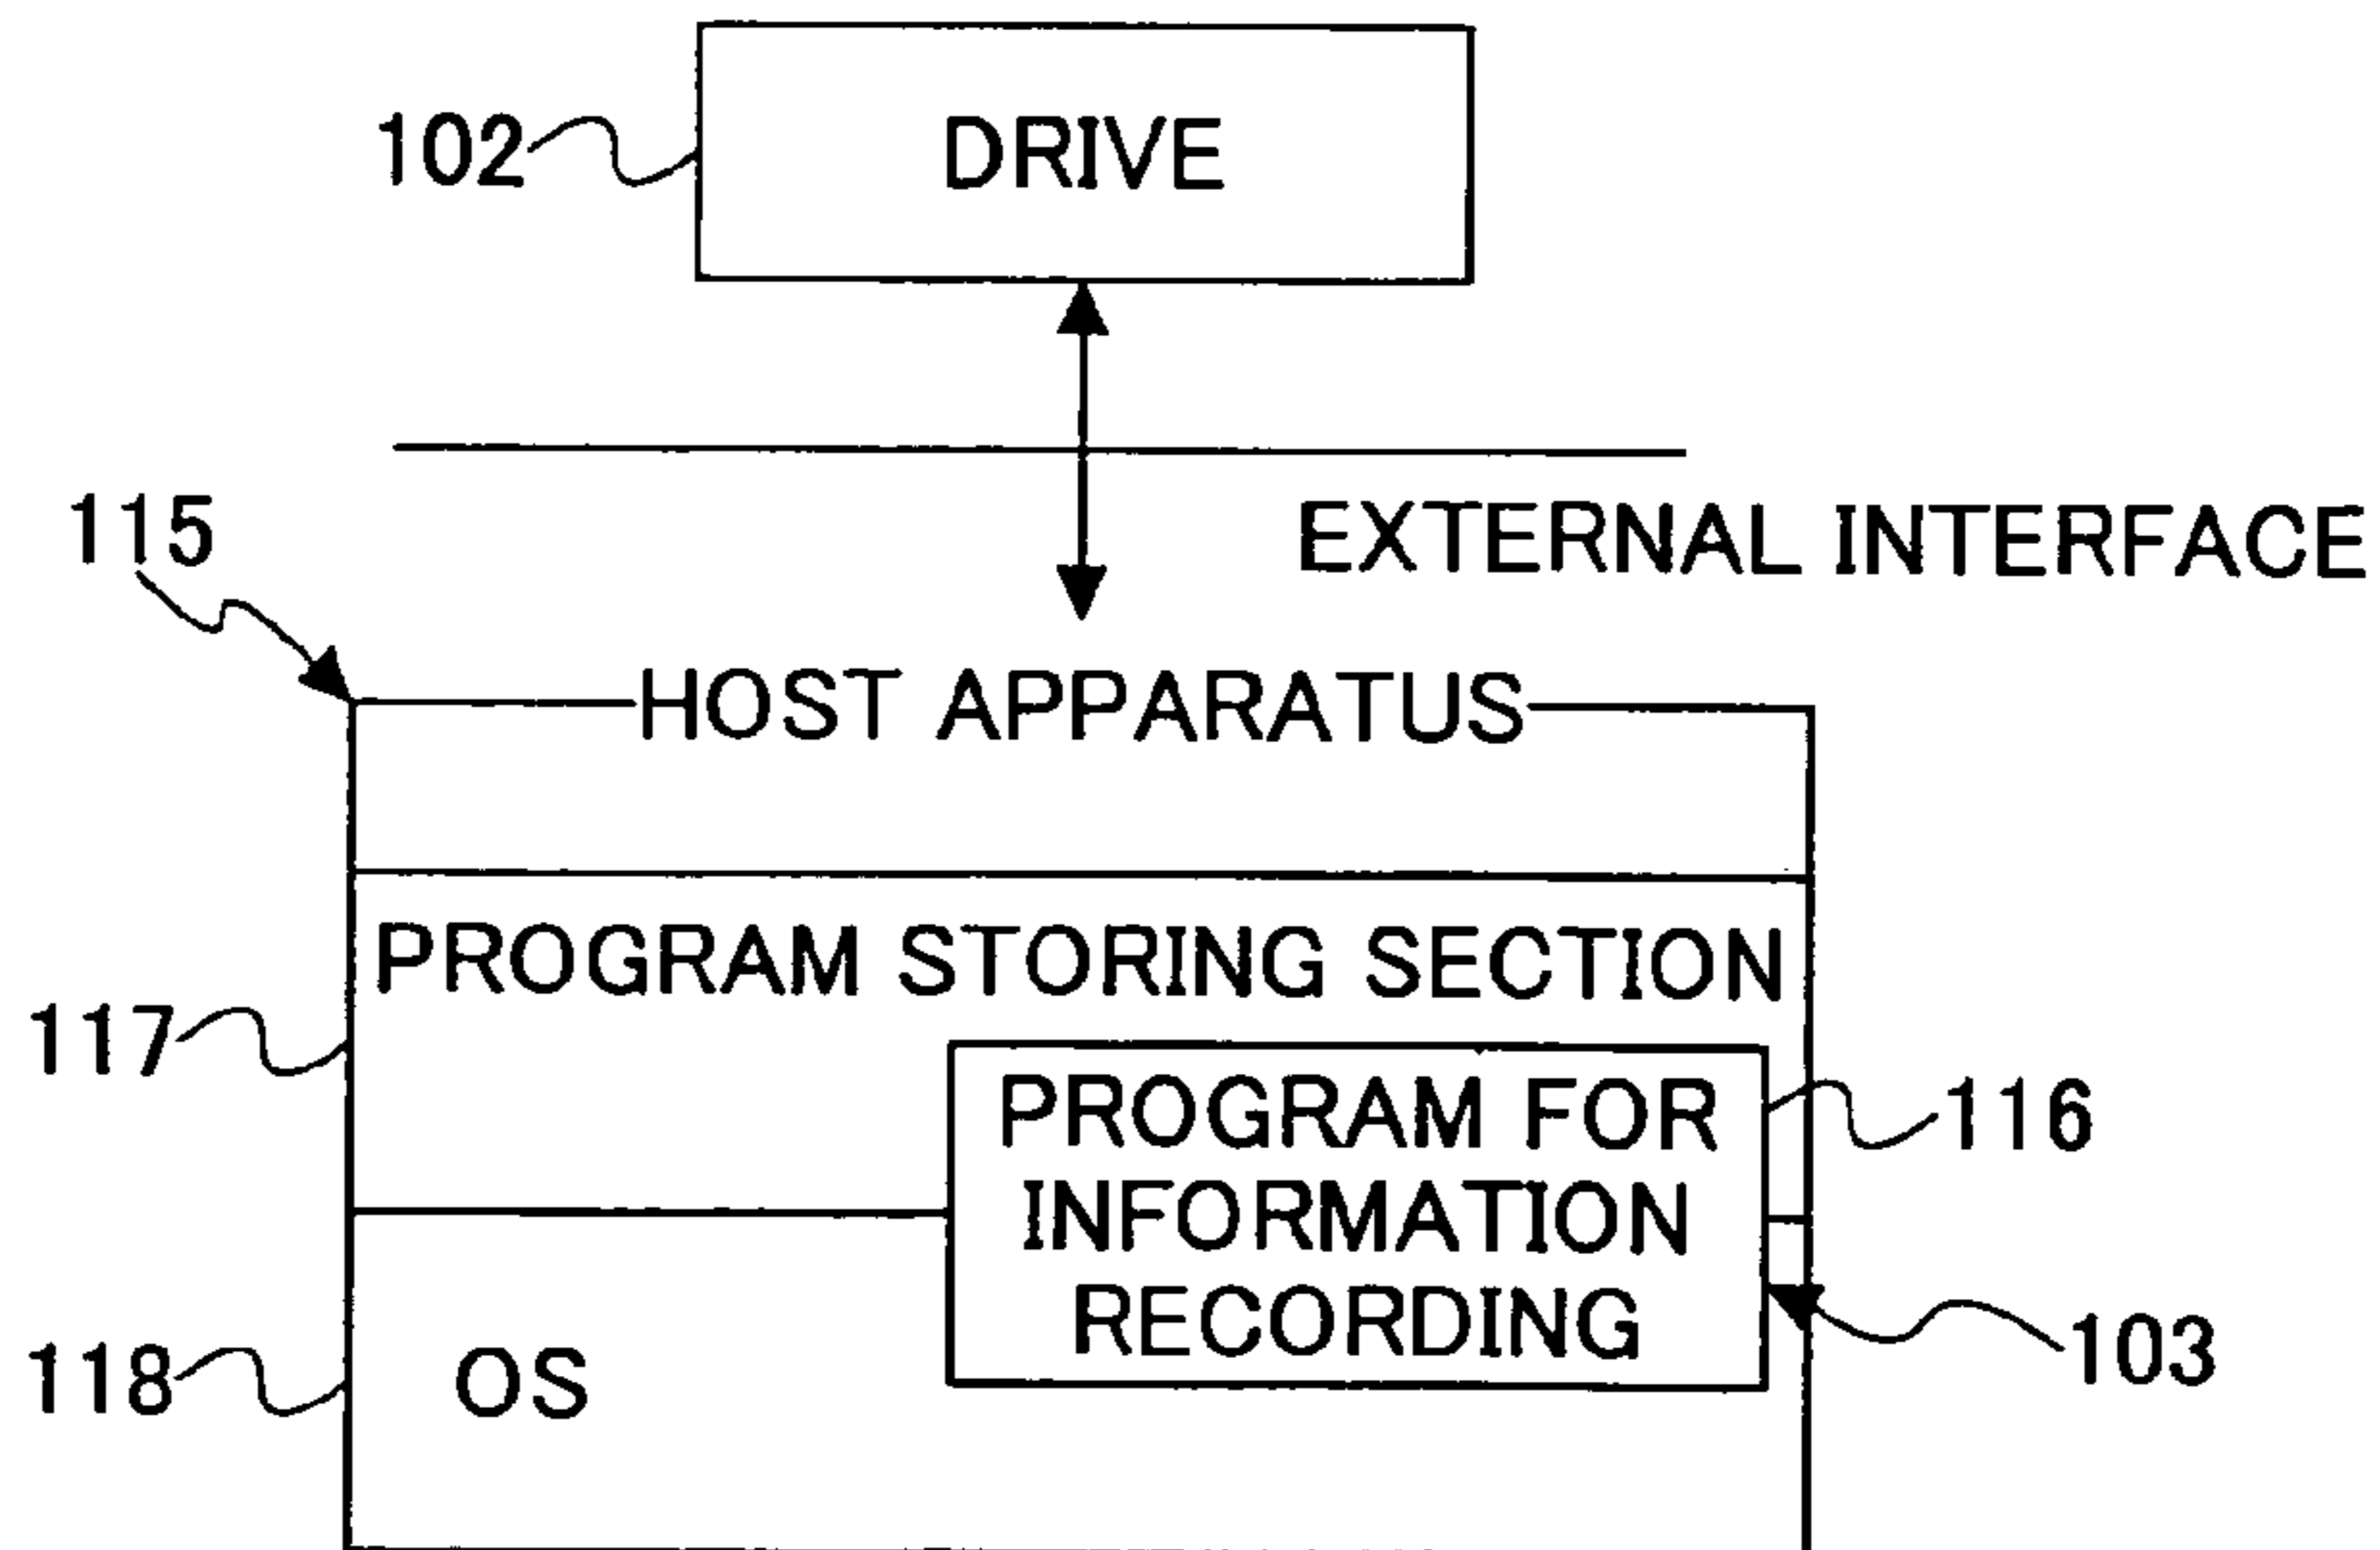 102
DRIVE
115
EXTERNAL INTERFACE
HOST APPARATUS
PROGRAM STORING SECTION
117
PROGRAM FOR
INFORMATION
RECORDING
116
118
OS
103